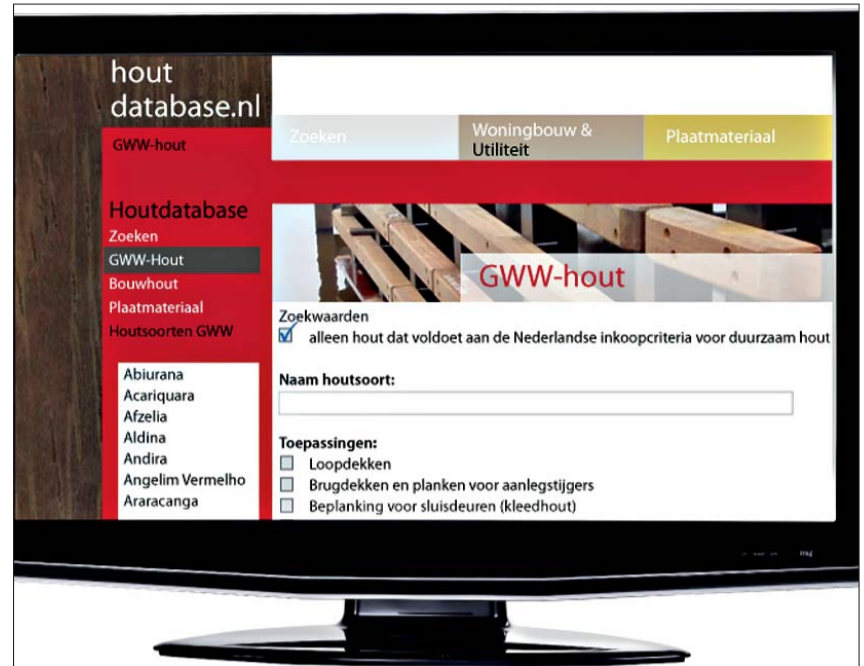 hout
database.nl
GWW-hout
Zoeken
Woningbouw &
Utiliteit
Plaatmateriaal
Houtdatabase
Zoeken
GWW-Hout
Bouwhout
Plaatmateriaal
Houtsoorten GWW
Abiurana
Acariquara
Afzelia
Aldina
Andira
Angelim Vermelho
Araracanga
GWW-hout
Zoekwaarden
alleen hout dat voldoet aan de Nederlandse inkoopcriteria voor duurzaam hout
Naam houtsoort:
Toepassingen:
Loopdekken
Brugdekken en planken voor aanlegstijgers
Beplanking voor sluisdeuren (kleedhout)